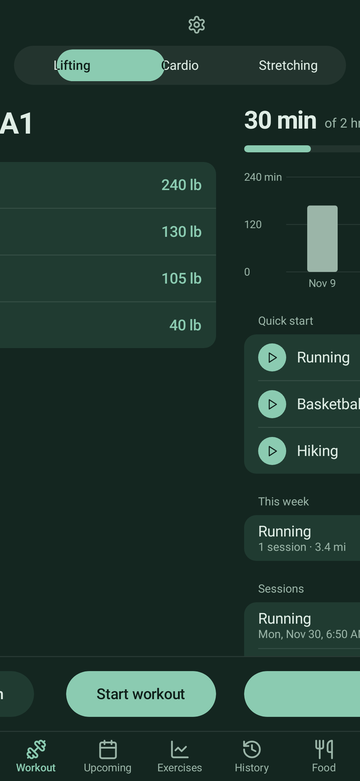 Lifting
Cardio
Stretching
A1
240 lb
130 lb
105 lb
40 lb
30 min of 2
240 min
120
0
Nov 9
Quick start
Running
Hiking
This week
Running
1 session · 3.4 mi
Sessions
Running
Mon, Nov 30, 6:50
Start workout
Workout
Upcoming
Exercises
History
Food